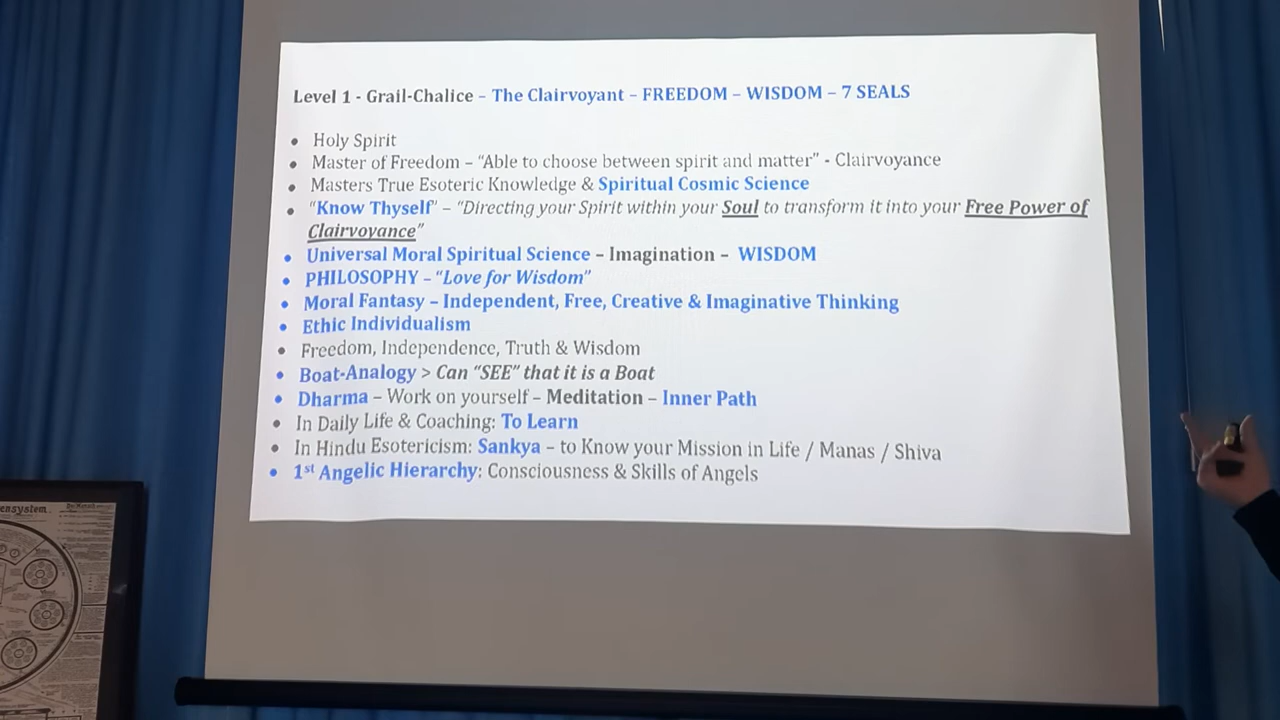 Level 1 - Grail-Chalice – The Clairvoyant – FREEDOM – WISDOM – 7 SEALS
• Holy Spirit
• Master of Freedom – “Able to choose between spirit and matter” - Clairvoyance
• Masters True Esoteric Knowledge & Spiritual Cosmic Science
• “Know Thyself” – “Directing your Spirit within your Soul to transform it into your Free Power of
Clairvoyance”
• Universal Moral Spiritual Science – Imagination – WISDOM
• PHILOSOPHY – “Love for Wisdom”
• Moral Fantasy – Independent, Free, Creative & Imaginative Thinking
• Ethic Individualism
• Freedom, Independence, Truth & Wisdom
• Boat-Analogy > Can “SEE” that it is a Boat
• Dharma – Work on yourself – Meditation – Inner Path
• In Daily Life & Coaching: To Learn
• In Hindu Esotericism: Sankya – to Know your Mission in Life / Manas / Shiva
• 1st Angelic Hierarchy: Consciousness & Skills of Angels